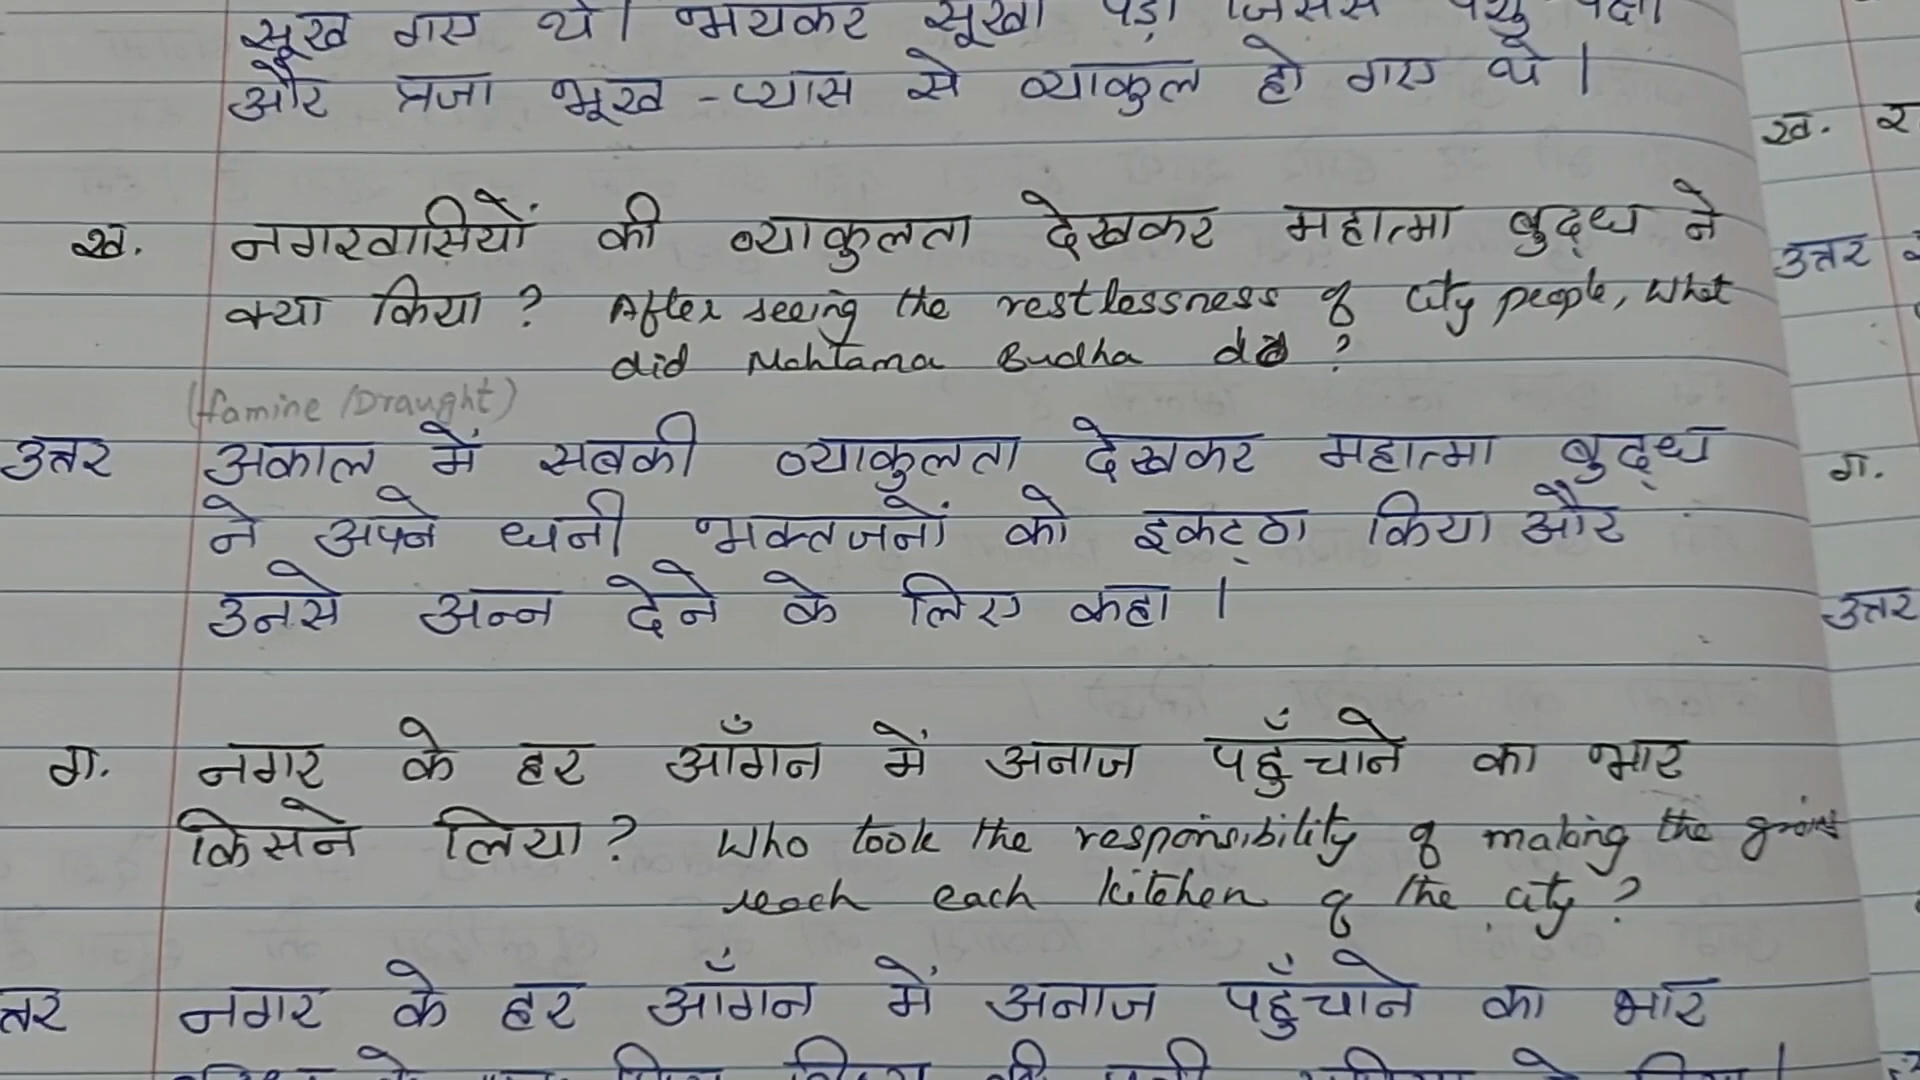 सूख गए थे। भयंकर सूखा पड़ा जिससे पशु पक्षी
और प्रजा भूख -प्यास से व्याकुल हो गए थे।
ख. नगरवासियों की व्याकुलता देखकर महात्मा बुद्ध ने
क्या किया? After seeing the restlessness of city people, what
did Mahtama Budha did ?
(famine /Draught)
उत्तर अकाल में सबकी व्याकुलता देखकर महात्मा बुद्ध
ने अपने धनी भक्तजनों को इकट्ठा किया और
उनसे अन्न देने के लिए कहा।
ग. नगर के हर आँगन में अनाज पहुँचाने का भार
किसने लिया? Who took the responsibility of making the grains
reach each kitchen of the city?
त्तर नगर के हर आँगन में अनाज पहुँचाने का भार
ख.
उत्तर
ग.
उत्तर